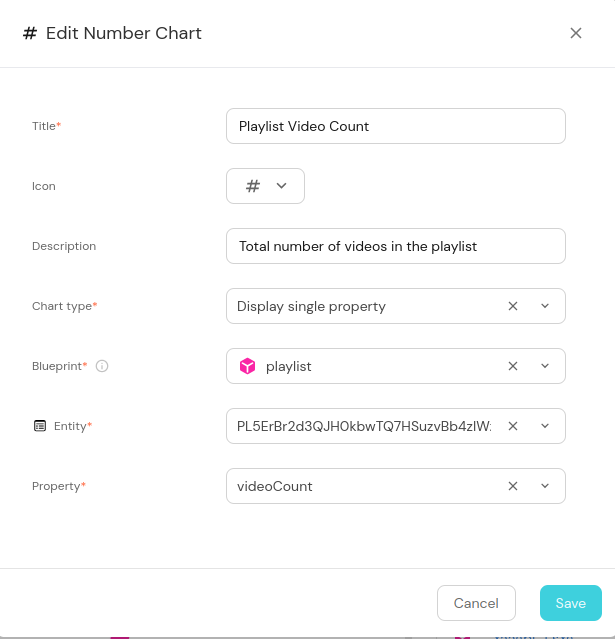 # Edit Number Chart
Title*
Playlist Video Count
Icon
#
Description
Total number of videos in the playlist
Chart type*
Display single property
Blueprint*
playlist
Entity*
PL5ErBr2d3QJH0kbwTQ7HSuzvBb4zlW:
Property*
videoCount
Cancel
Save